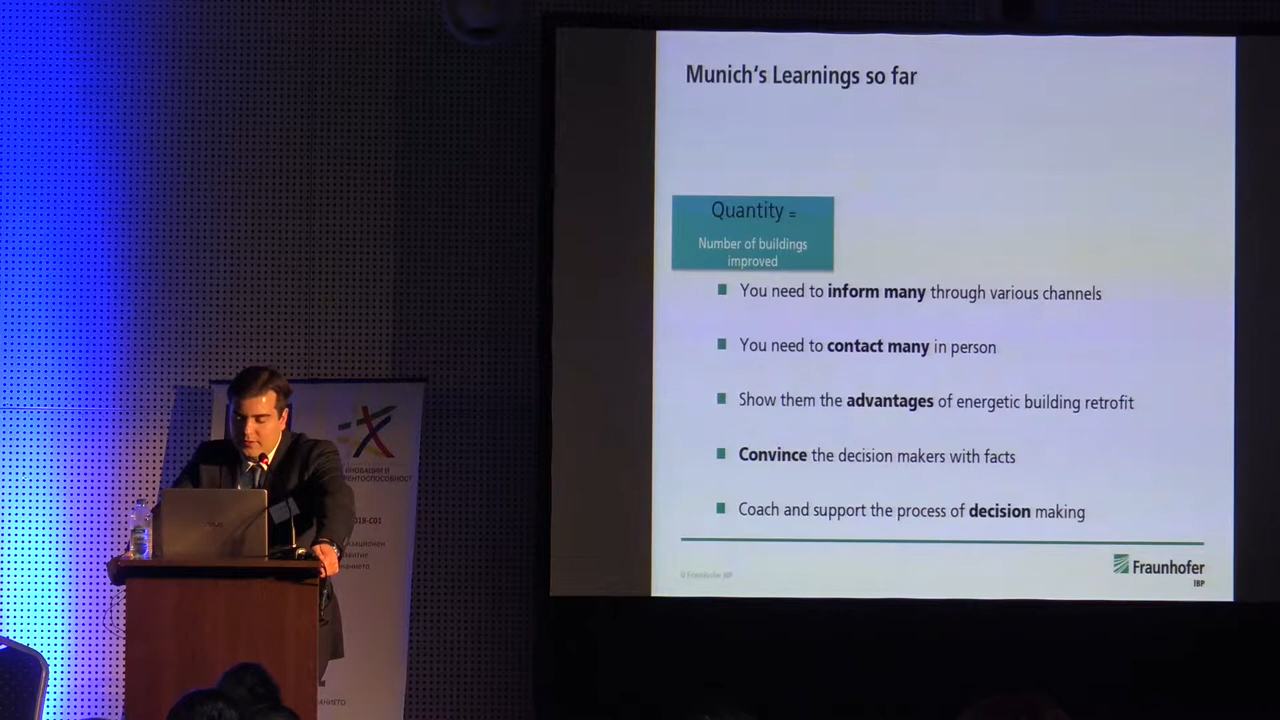 Munich's Learnings so far
Quantity =
Number of buildings
improved
You need to inform many through various channels
You need to contact many in person
Show them the advantages of energetic building retrofit
Convince the decision makers with facts
Coach and support the process of decision making
© Fraunhofer IBP
Fraunhofer
IBP